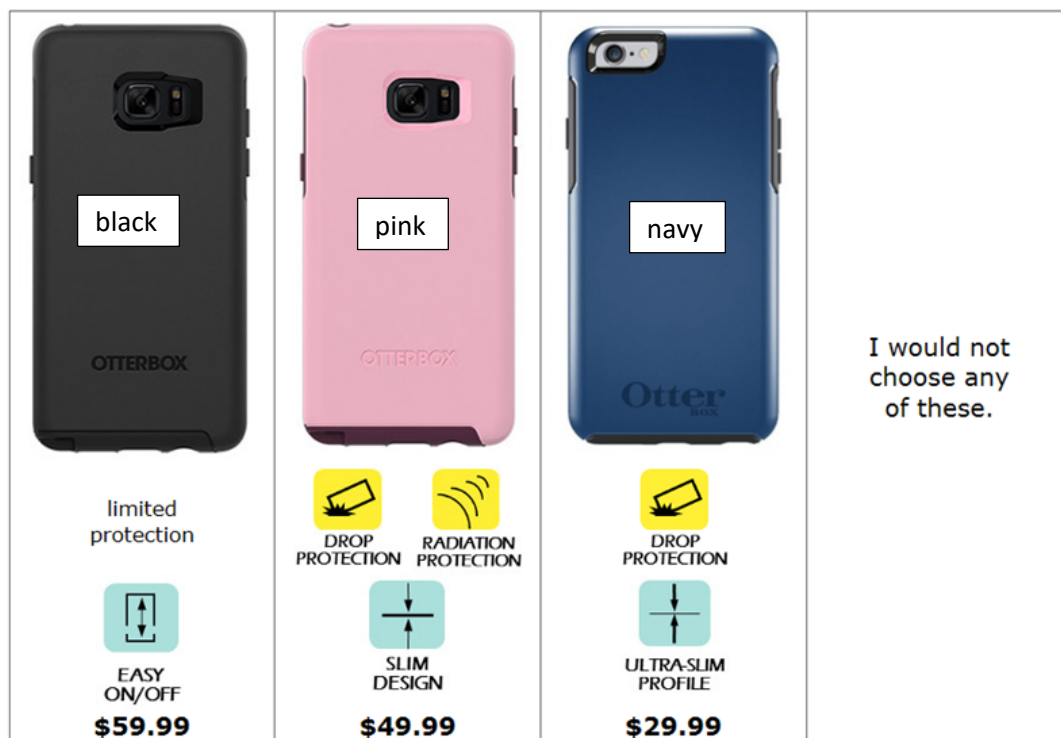 black
OTTERBOX
limited
protection
EASY
ON/OFF
$59.99
pink
OTTERBOX
DROP
PROTECTION
RADIATION
PROTECTION
SLIM
DESIGN
$49.99
navy
Otter
BOX
DROP
PROTECTION
ULTRA-SLIM
PROFILE
$29.99
I would not
choose any
of these.